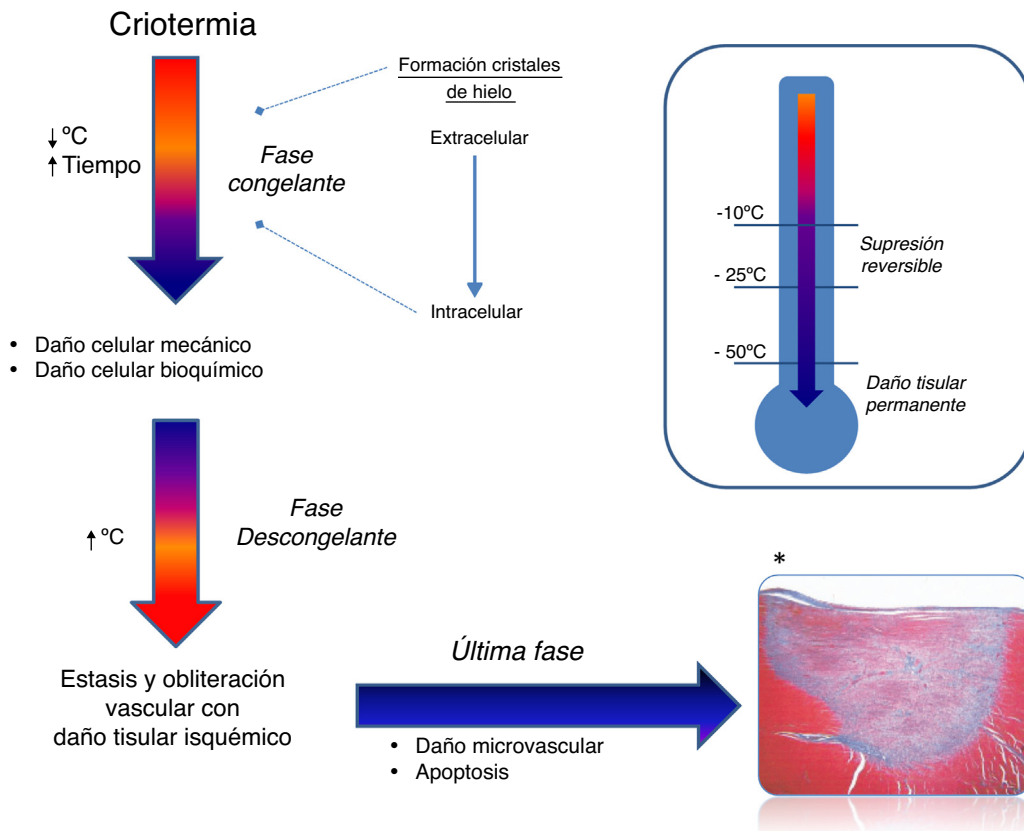 Criotermia
↓ ºC
↑ Tiempo
Fase
congelante
Formación cristales
de hielo
Extracelular
Intracelular
• Daño celular mecánico
• Daño celular bioquímico
-10ºC
Supresión
reversible
- 25ºC
- 50ºC
Daño tisular
permanente
↑ ºC
Fase
Descongelante
Estasis y obliteración
vascular con
daño tisular isquémico
Última fase
• Daño microvascular
• Apoptosis
*